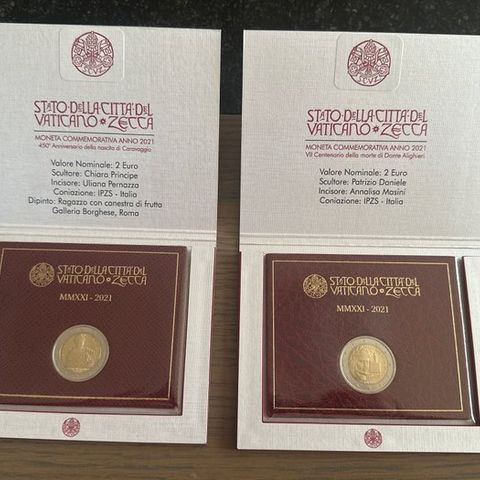 STATO·DELLA·CITTÀ·DEL
VATICANO·ZECCA
MONETA COMMEMORATIVA ANNO 2021
450° Anniversario della nascita di Caravaggio
Valore Nominale: 2 Euro
Scultore: Chiara Principe
Incisore: Uliana Pernazza
Coniazione: IPZS - Italia
Dipinto: Ragazzo con canestra di frutta
Galleria Borghese, Roma
STATO DELLA CITTÀ DEL
VATICANO·ZECCA
MMXXI - 2021
STATO·DELLA·CITTÀ·DEL
VATICANO·ZECCA
MONETA COMMEMORATIVA ANNO 2021
VII Centenario della morte di Dante Alighieri
Valore Nominale: 2 Euro
Scultore: Patrizio Daniele
Incisore: Annalisa Masini
Coniazione: IPZS - Italia
STATO DELLA CITTÀ DEL
VATICANO·ZECCA
MMXXI - 2021